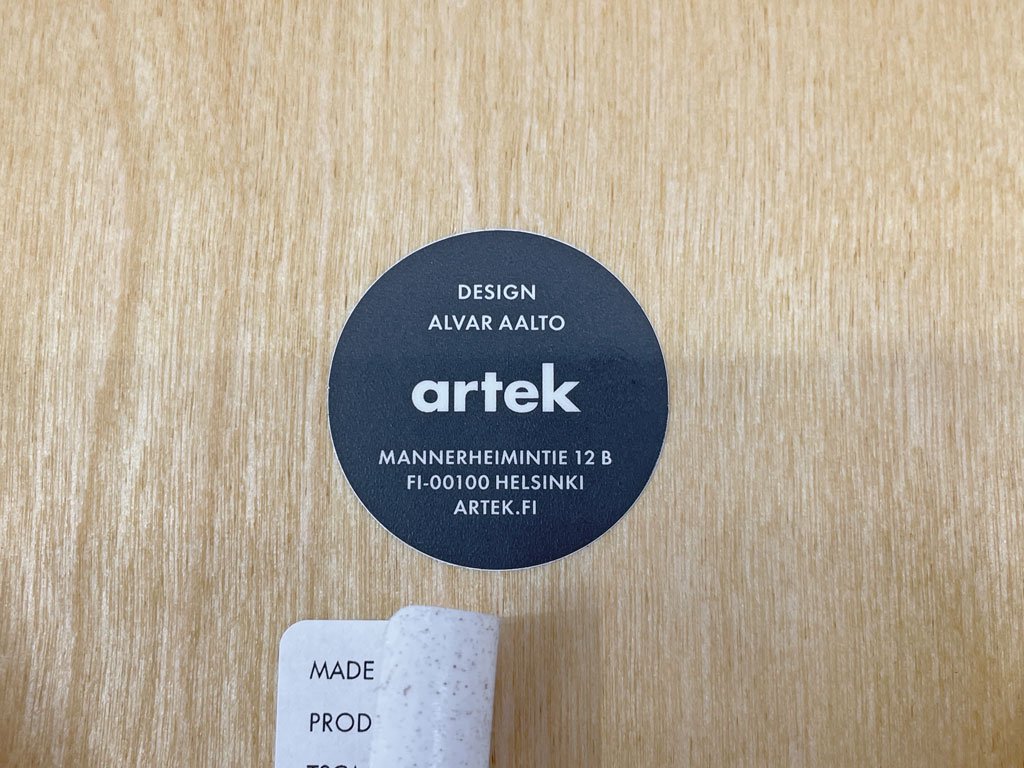 DESIGN
ALVAR AALTO
artek
MANNERHEIMINTIE 12 B
FI-00100 HELSINKI
ARTEK.FI
MADE
PROD